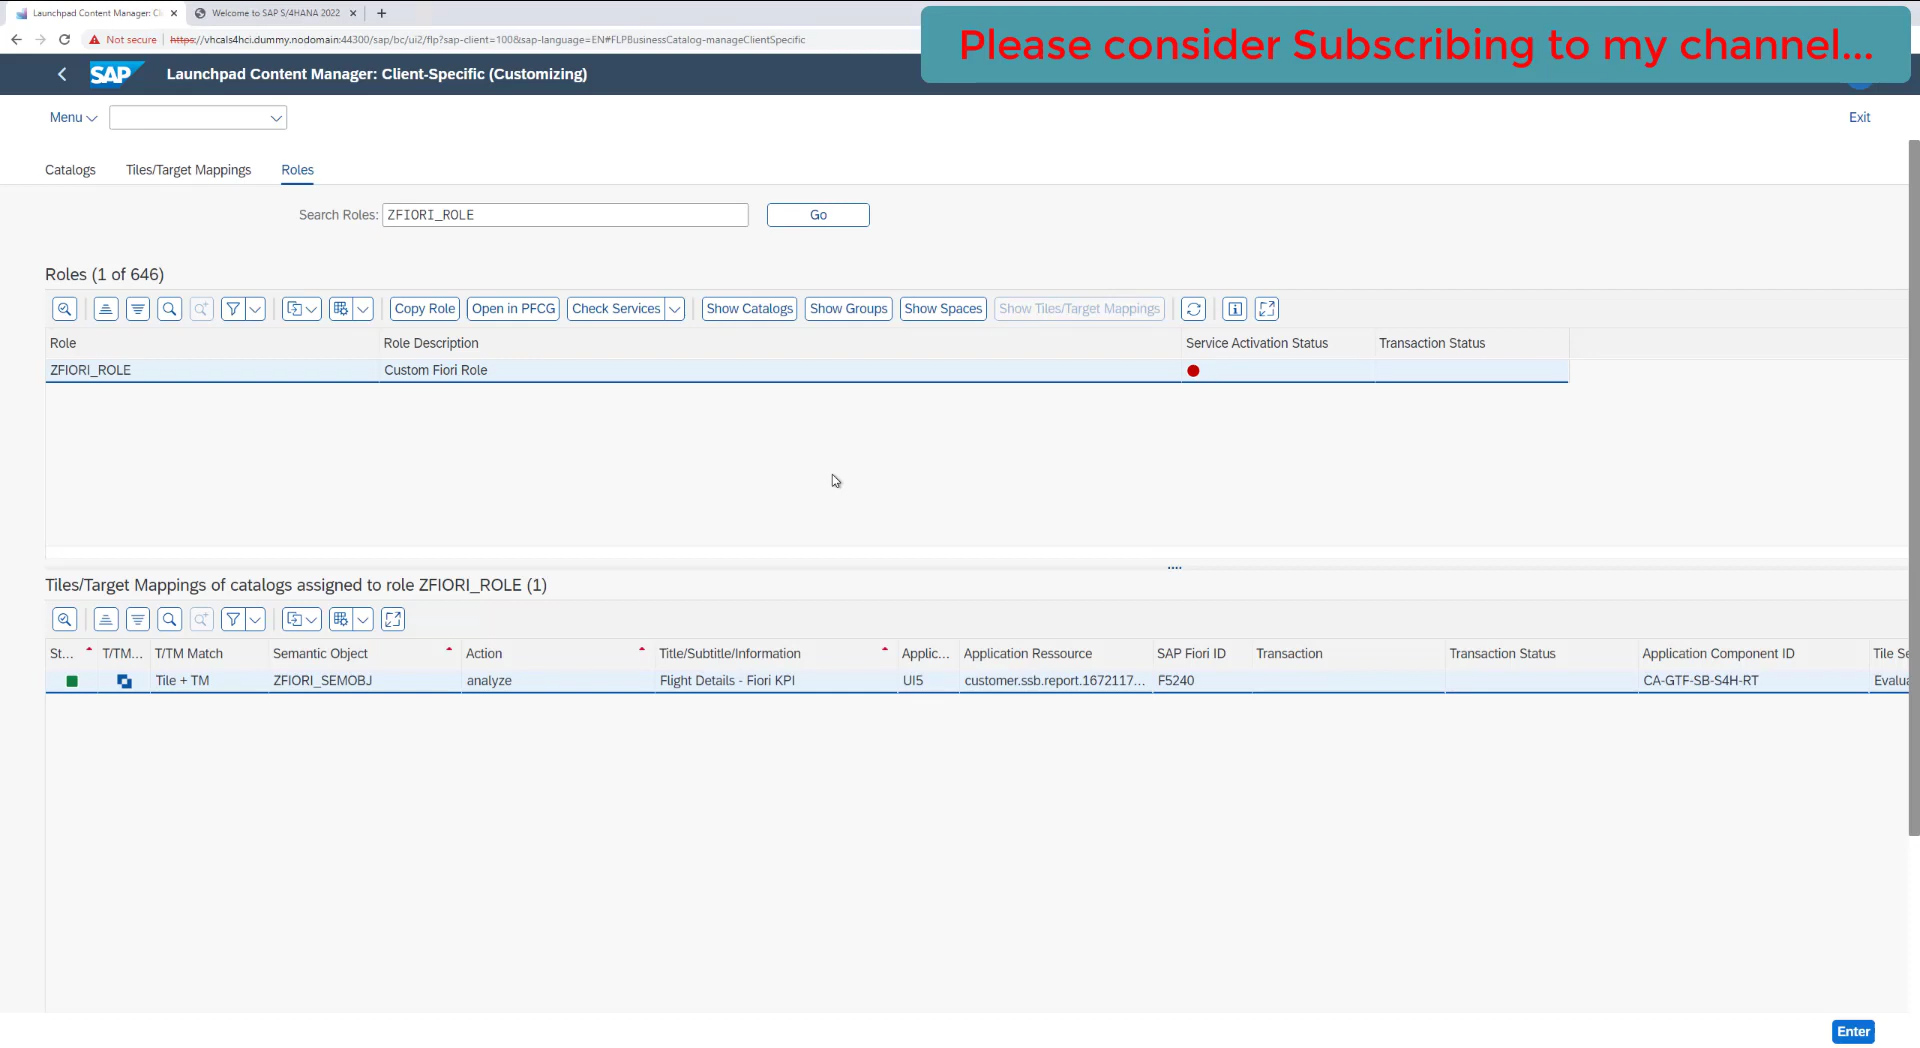 Launchpad Content Manager: Cl
Welcome to SAP S/4HANA 2022
Not secure
https://vhcals4hci.dummy.nodomain:44300/sap/bc/ui2/flp?sap-client=100&sap-language=EN#FLPBusinessCatalog-manageClientSpecific
Please consider Subscribing to my channel...
SAP
Launchpad Content Manager: Client-Specific (Customizing)
Menu
Exit
Catalogs
Tiles/Target Mappings
Roles
Search Roles: ZFIORI_ROLE
Go
Roles (1 of 646)
Copy Role
Open in PFCG
Check Services
Show Catalogs
Show Groups
Show Spaces
Show Tiles/Target Mappings
Role
Role Description
Service Activation Status
Transaction Status
ZFIORI_ROLE
Custom Fiori Role
Tiles/Target Mappings of catalogs assigned to role ZFIORI_ROLE (1)
St...
T/TM...
T/TM Match
Semantic Object
Action
Title/Subtitle/Information
Applic...
Application Ressource
SAP Fiori ID
Transaction
Transaction Status
Application Component ID
Tile Se
Tile + TM
ZFIORI_SEMOBJ
analyze
Flight Details - Fiori KPI
UI5
customer.ssb.report.1672117...
F5240
CA-GTF-SB-S4H-RT
Evalua
Enter